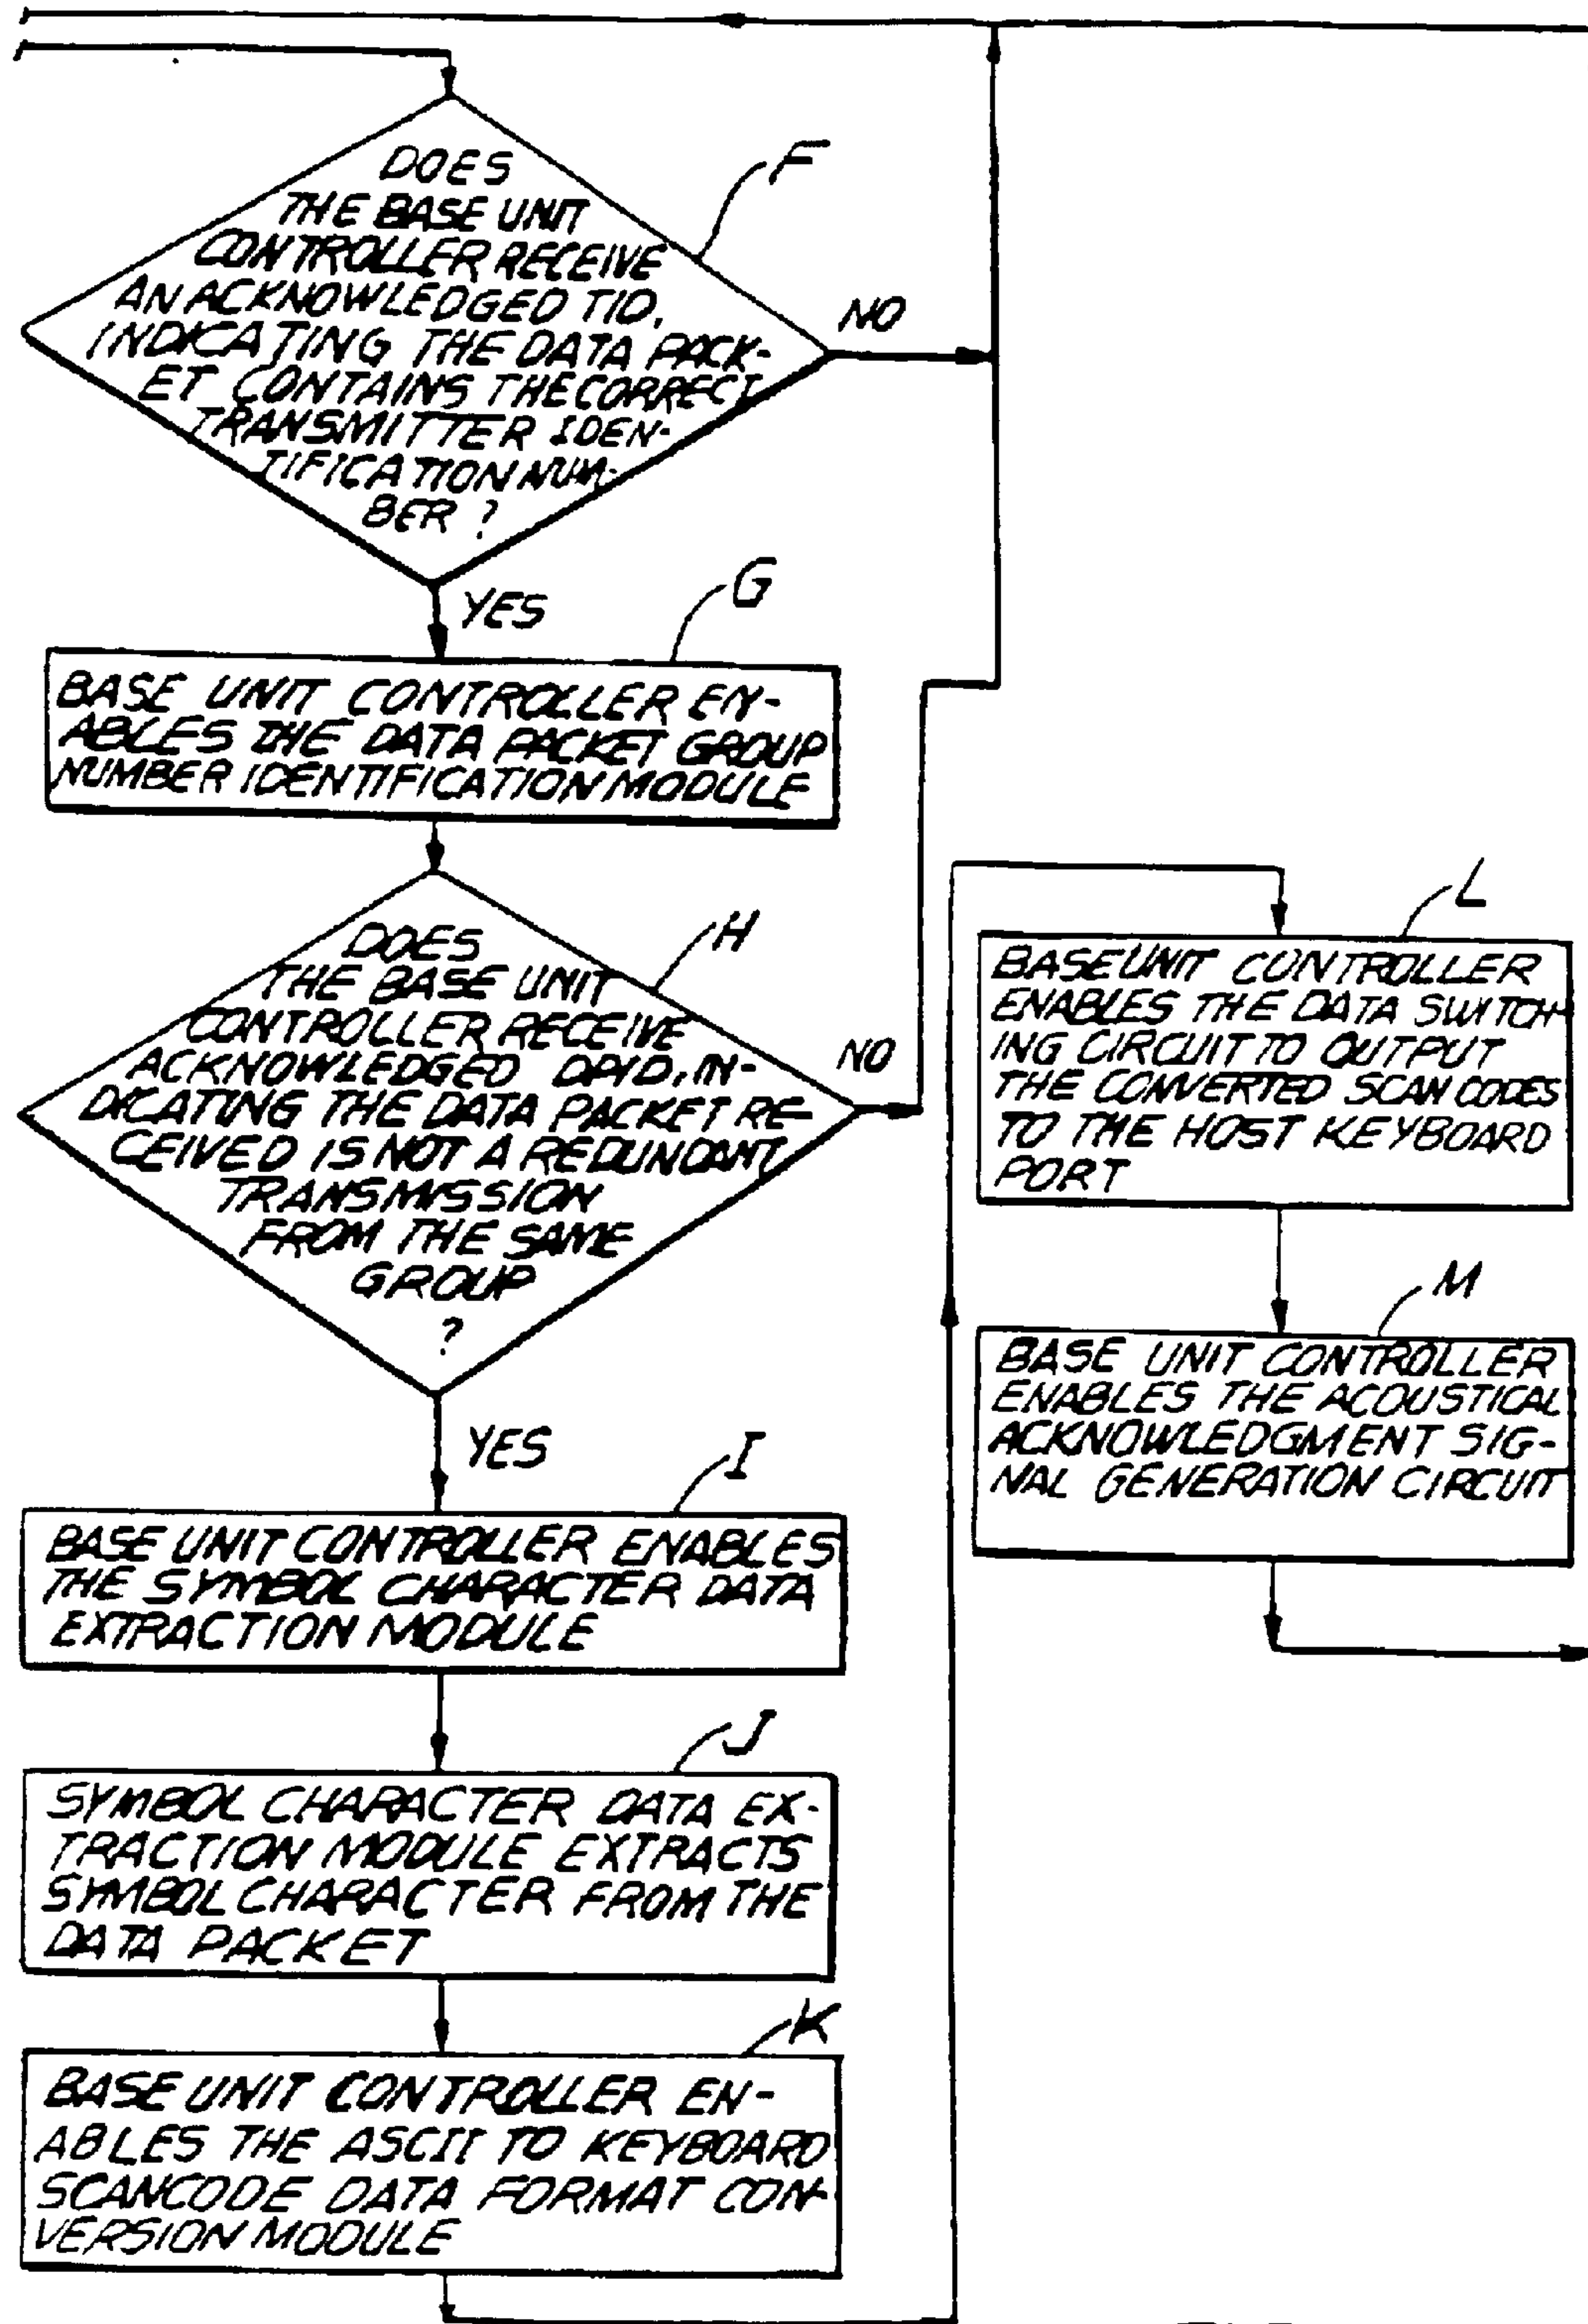 F
DOES
THE BASE UNIT
CONTROLLER RECEIVE
AN ACKNOWLEDGED TID,
INDICATING THE DATA PACK-
ET CONTAINS THE CORRECT
TRANSMITTER IDEN-
TIFICATION NUM-
BER ?
NO
YES
G
BASE UNIT CONTROLLER EN-
ABLES THE DATA PACKET GROUP
NUMBER IDENTIFICATION MODULE
H
DOES
THE BASE UNIT
CONTROLLER RECEIVE
ACKNOWLEDGED DPID, IN-
DICATING THE DATA PACKET RE-
CEIVED IS NOT A REDUNDANT
TRANSMISSION
FROM THE SAME
GROUP
?
NO
YES
I
BASE UNIT CONTROLLER ENABLES
THE SYMBOL CHARACTER DATA
EXTRACTION MODULE
J
SYMBOL CHARACTER DATA EX-
TRACTION MODULE EXTRACTS
SYMBOL CHARACTER FROM THE
DATA PACKET
K
BASE UNIT CONTROLLER EN-
ABLES THE ASCII TO KEYBOARD
SCANCODE DATA FORMAT CON-
VERSION MODULE
L
BASE UNIT CONTROLLER
ENABLES THE DATA SWITCH-
ING CIRCUIT TO OUTPUT
THE CONVERTED SCAN CODES
TO THE HOST KEYBOARD
PORT
M
BASE UNIT CONTROLLER
ENABLES THE ACOUSTICAL
ACKNOWLEDGMENT SIG-
NAL GENERATION CIRCUIT